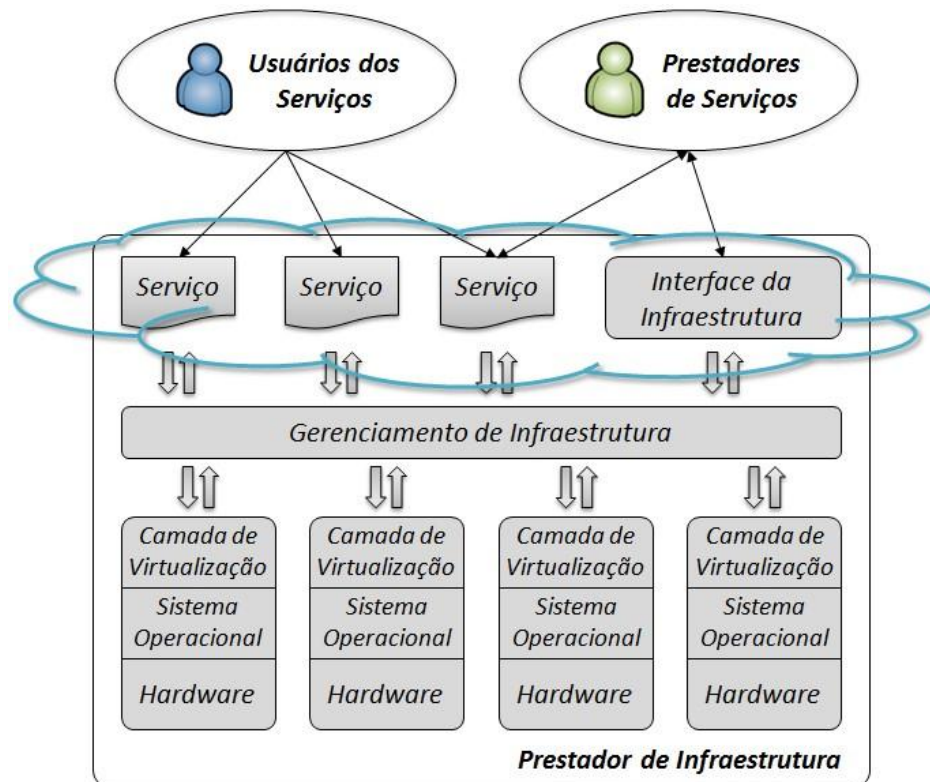 Usuários dos
Serviços
Prestadores
de Serviços
Serviço
Serviço
Serviço
Interface da
Infraestrutura
Gerenciamento de Infraestrutura
Camada de
Virtualização
Sistema
Operacional
Hardware
Camada de
Virtualização
Sistema
Operacional
Hardware
Camada de
Virtualização
Sistema
Operacional
Hardware
Camada de
Virtualização
Sistema
Operacional
Hardware
Prestador de Infraestrutura